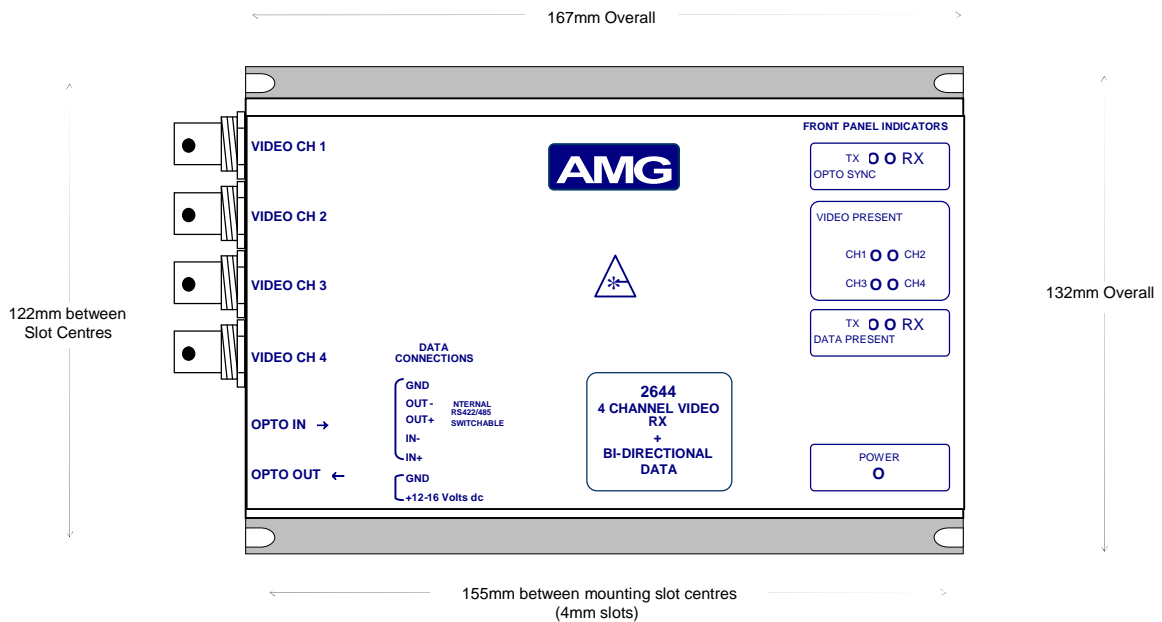 167mm Overall
FRONT PANEL INDICATORS
VIDEO CH 1
AMG
TX O O RX
OPTO SYNC
VIDEO CH 2
VIDEO PRESENT
CH1 O O CH2
VIDEO CH 3
CH3 O O CH4
122mm between
Slot Centres
132mm Overall
TX O O RX
DATA PRESENT
VIDEO CH 4
DATA
CONNECTIONS
GND
OUT -
OUT+
IN-
IN+
NTERNAL
RS422/485
SWITCHABLE
GND
+12-16 Volts dc
OPTO IN →
OPTO OUT ←
2644
4 CHANNEL VIDEO
RX
+
BI-DIRECTIONAL
DATA
POWER
O
155mm between mounting slot centres
(4mm slots)